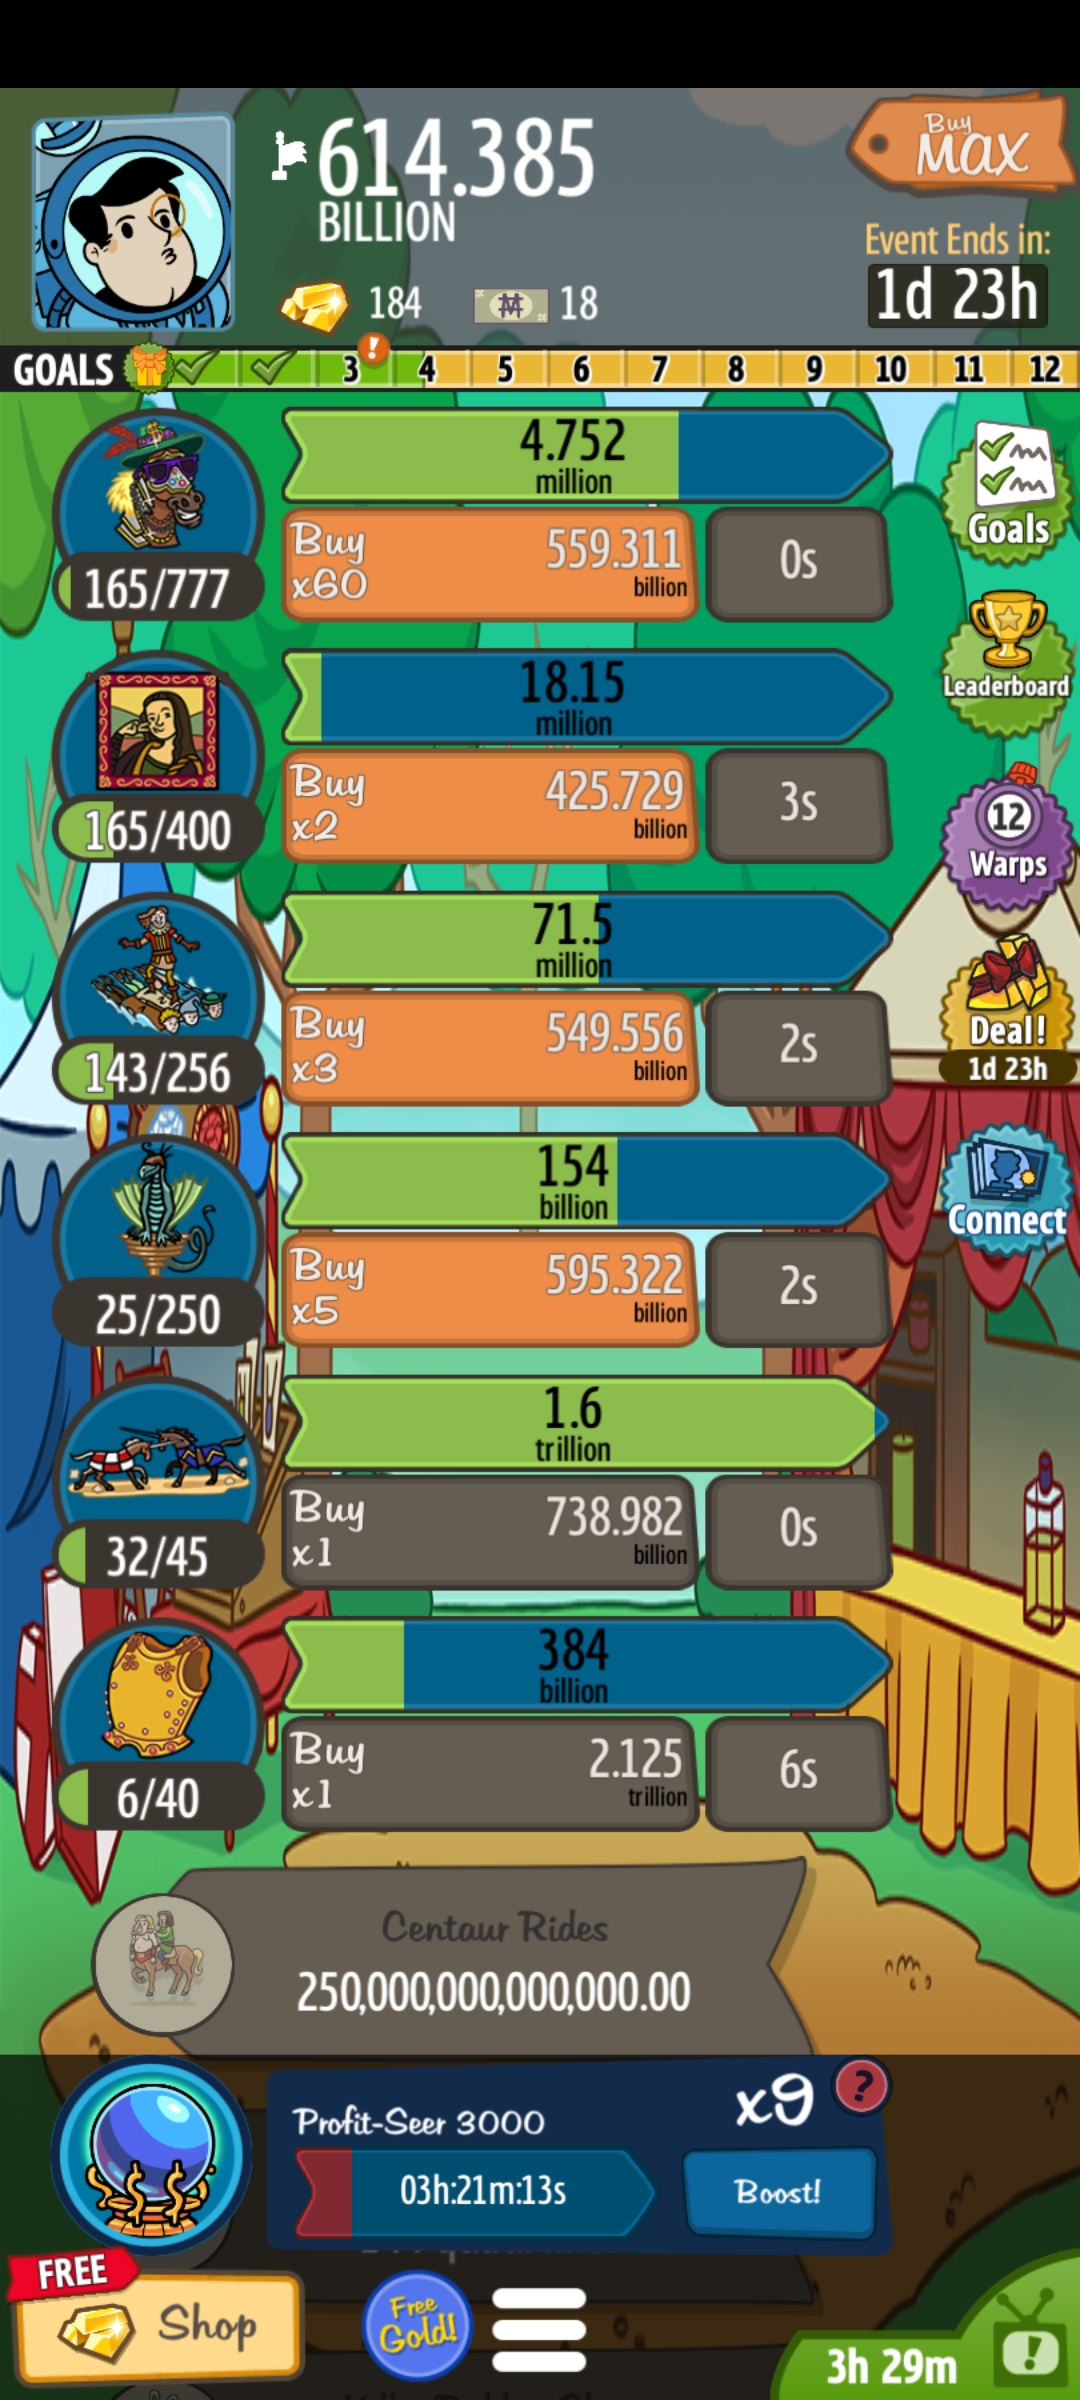 614.385
BILLION
Buy
MAX
Event Ends in:
1d 23h
184
18
GOALS
3
!
4
5
6
7
8
9
10
11
12
4.752
million
Buy
x60
559.311
billion
0s
165/777
Goals
18.15
million
Leaderboard
Buy
x2
425.729
billion
3s
165/400
12
Warps
71.5
million
Buy
x3
549.556
billion
2s
143/256
Deal!
1d 23h
154
billion
Connect
Buy
x5
595.322
billion
2s
25/250
1.6
trillion
Buy
x1
738.982
billion
0s
32/45
384
billion
Buy
x1
2.125
trillion
6s
6/40
Centaur Rides
250,000,000,000,000.00
Profit-Seer 3000
x9
?
03h:21m:13s
Boost!
FREE
Shop
Free
Gold!
3h 29m
!